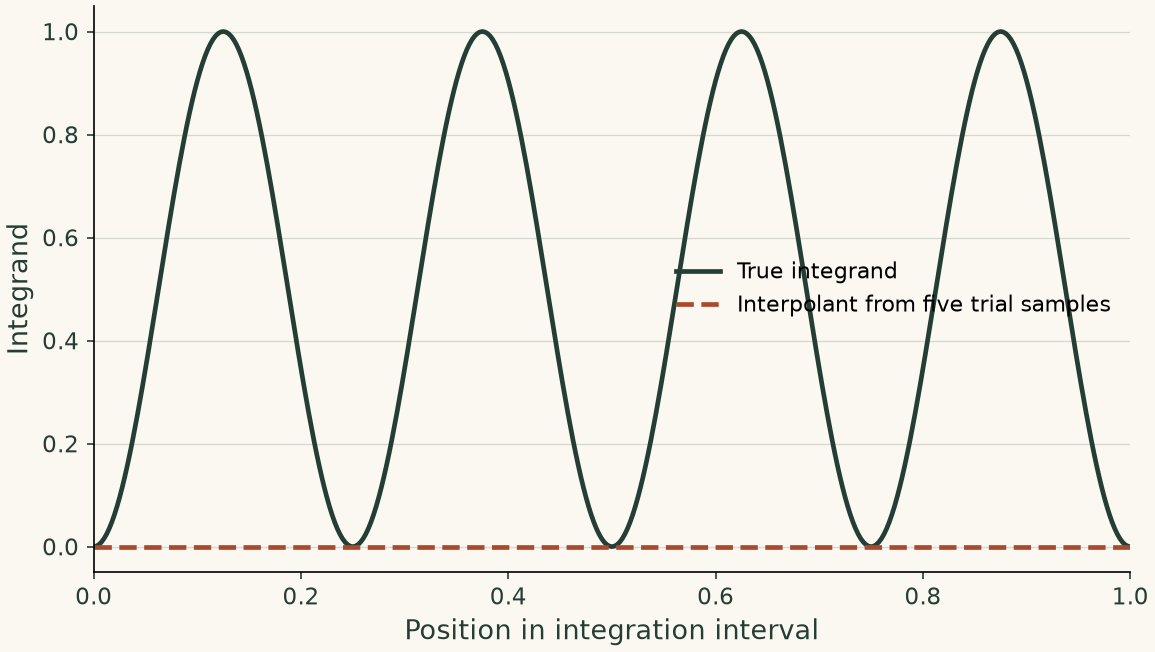 1.0
0.8
0.6
0.4
0.2
0.0
Integrand
True integrand
Interpolant from five trial samples
0.0 0.2 0.4 0.6 0.8 1.0
Position in integration interval